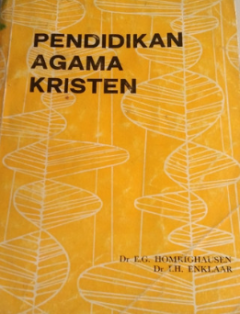 PENDIDIKAN
AGAMA
KRISTEN
Dr E.G. HOMRIGHAUSEN
Dr I.H. ENKLAAR